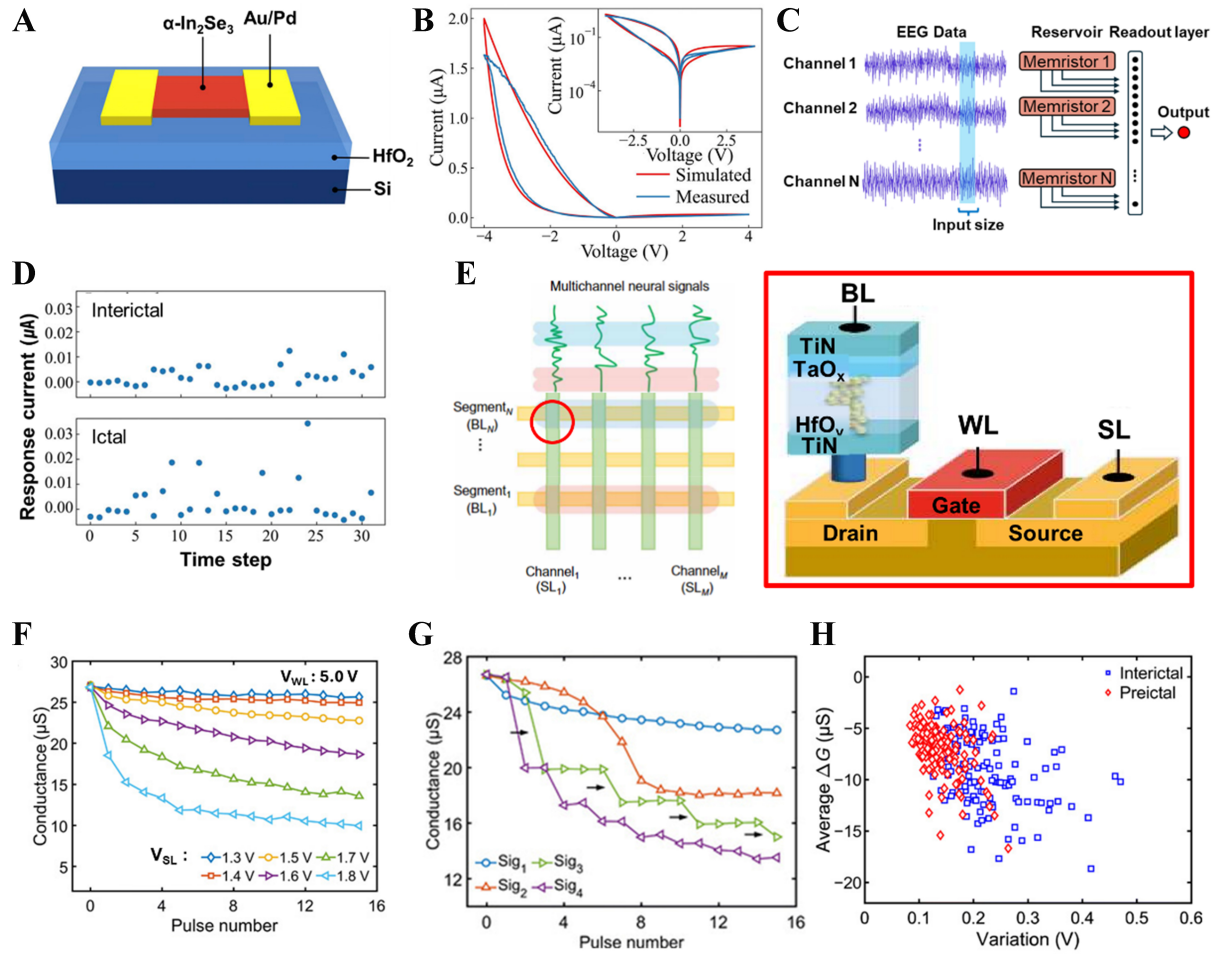 A
α-In2Se3
Au/Pd
HfO2
Si
B
Current (μA)
2.0
1.5
1.0
0.5
0.0
−4
−2
0
2
4
Voltage (V)
Current (μA)
10−1
10−4
−2.5
0.0
2.5
Voltage (V)
Simulated
Measured
C
EEG Data
Reservoir
Readout layer
Channel 1
Channel 2
Channel N
Memristor 1
Memristor 2
Memristor N
Output
Input size
D
Response current (μA)
Interictal
0.03
0.02
0.01
0.00
Ictal
0.03
0.02
0.01
0.00
0 5 10 15 20 25 30
Time step
E
Multichannel neural signals
SegmentN
(BLN)
Segment1
(BL1)
Channel1
(SL1)
...
ChannelM
(SLM)
BL
TiN
TaOx
HfOy
TiN
WL
SL
Gate
Drain
Source
F
Conductance (μS)
30
25
20
15
10
5
VWL: 5.0 V
VSL :
1.3 V
1.5 V
1.7 V
1.4 V
1.6 V
1.8 V
0 4 8 12 16
Pulse number
G
Conductance (μS)
28
24
20
16
12
Sig1
Sig3
Sig2
Sig4
0 4 8 12 16
Pulse number
H
Average ΔG (μS)
0
−5
−10
−15
−20
Interictal
Preictal
0 0.1 0.2 0.3 0.4 0.5 0.6
Variation (V)